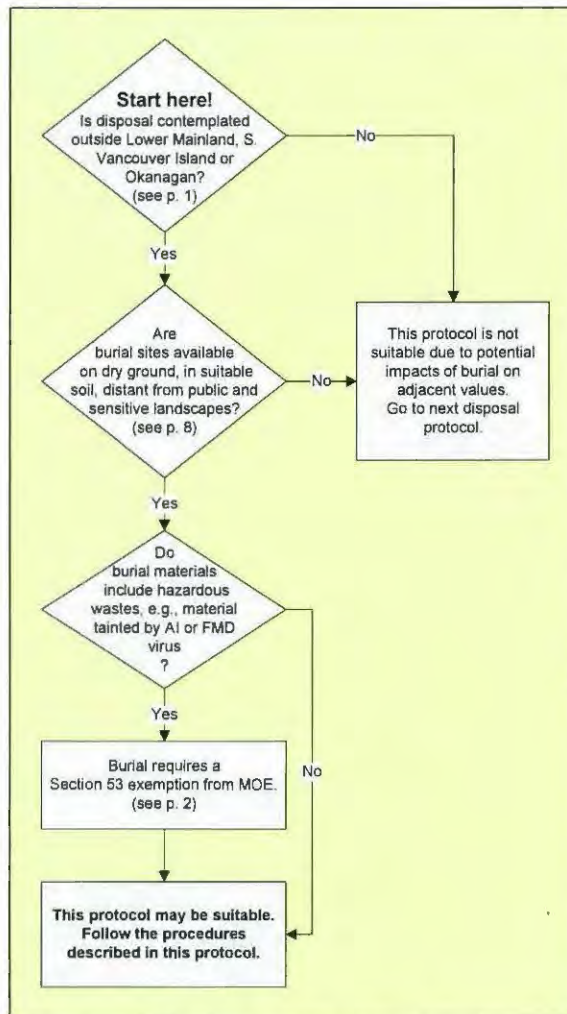 Start here!
Is disposal contemplated
outside Lower Mainland, S.
Vancouver Island or
Okanagan?
(see p. 1)
No
Yes
Are
burial sites available
on dry ground, in suitable
soil, distant from public and
sensitive landscapes?
(see p. 8)
No
This protocol is not
suitable due to potential
impacts of burial on
adjacent values.
Go to next disposal
protocol.
Yes
Do
burial materials
include hazardous
wastes, e.g., material
tainted by AI or FMD
virus
?
Yes
No
Burial requires a
Section 53 exemption from MOE.
(see p. 2)
This protocol may be suitable.
Follow the procedures
described in this protocol.